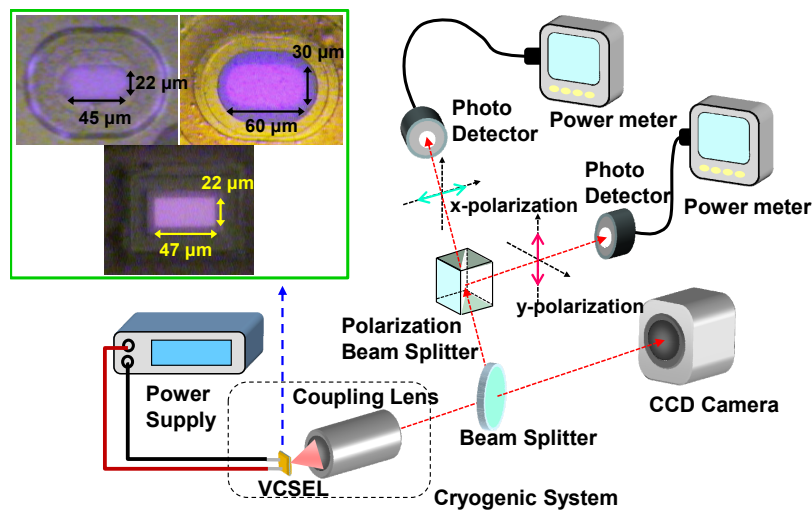 30 µm
22 µm
45 µm
60 µm
22 µm
47 µm
Photo
Detector
Power meter
Photo
Detector
Power meter
x-polarization
y-polarization
Polarization
Beam Splitter
Power
Supply
Coupling Lens
CCD Camera
Beam Splitter
VCSEL
Cryogenic System